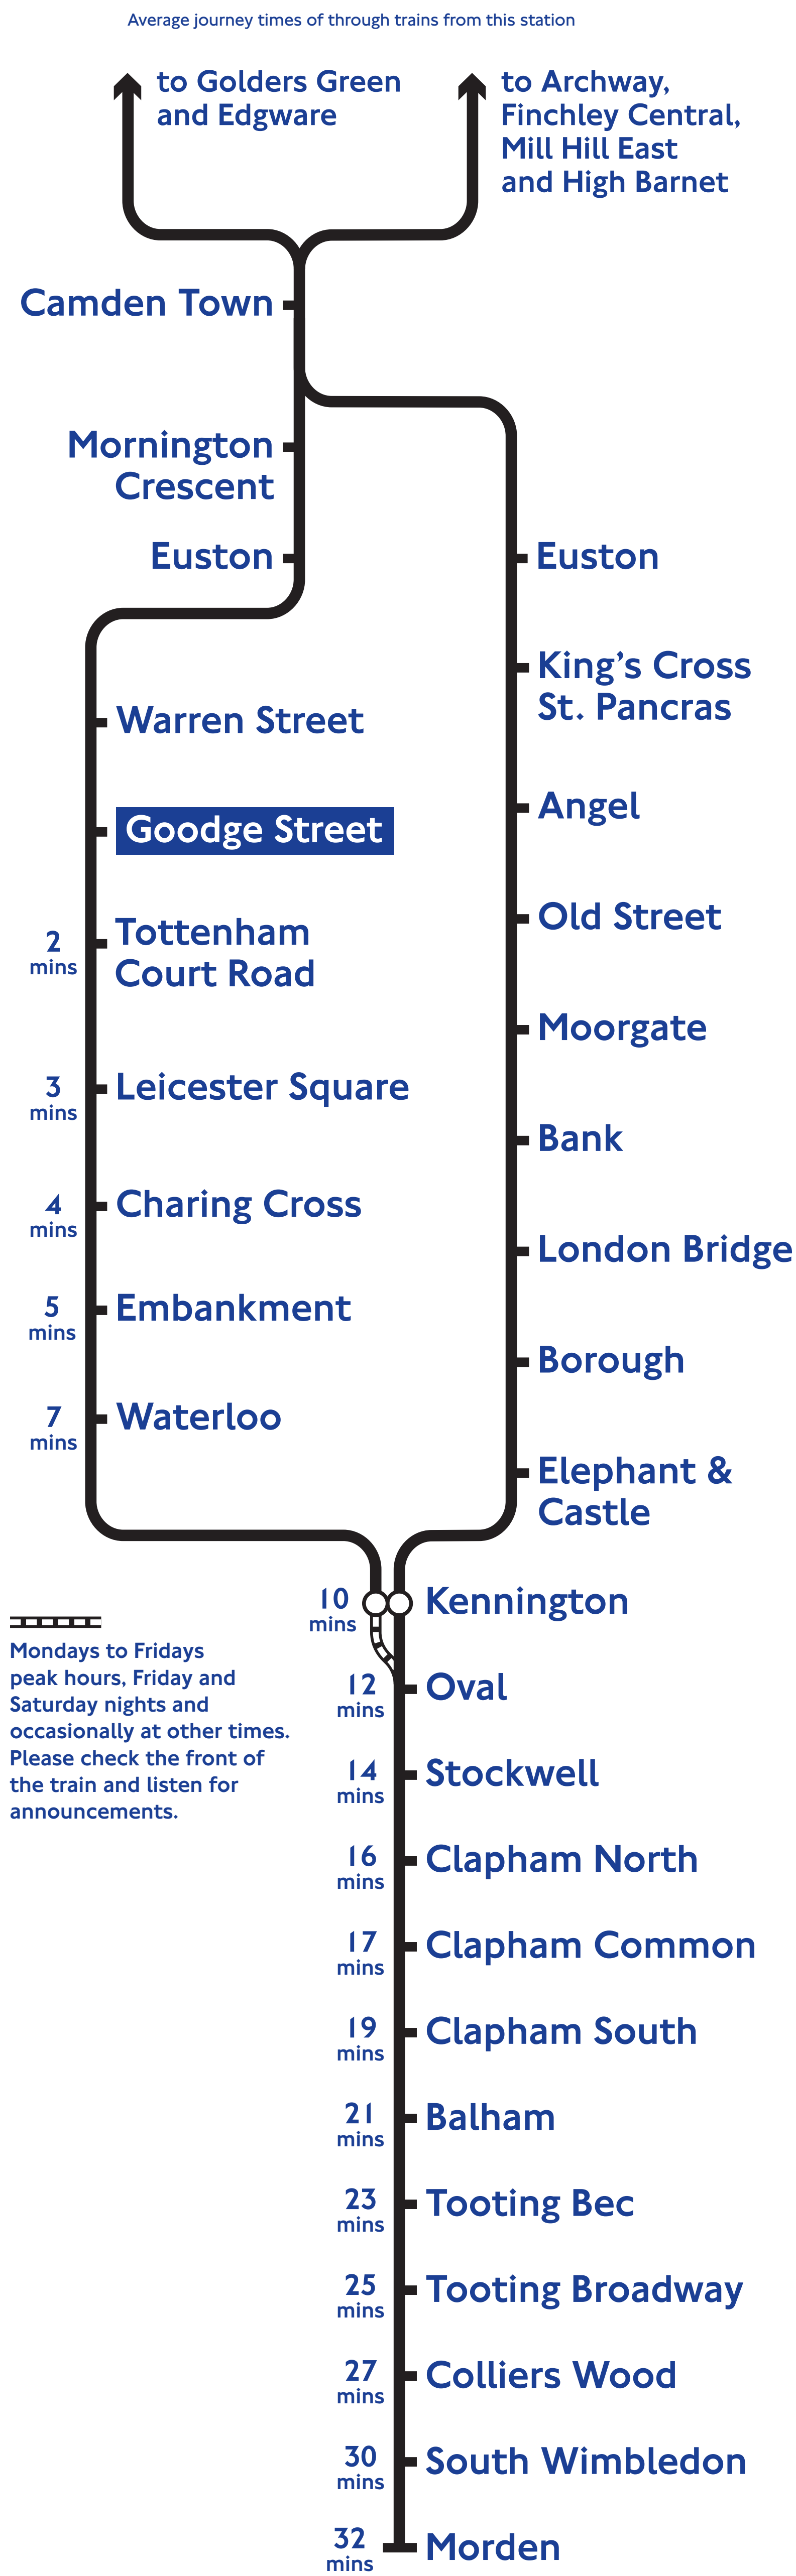 Average journey times of through trains from this station
to Golders Green
and Edgware
to Archway,
Finchley Central,
Mill Hill East
and High Barnet
Camden Town
Mornington
Crescent
Euston
Warren Street
Goodge Street
2
mins
Tottenham
Court Road
3
mins
Leicester Square
4
mins
Charing Cross
5
mins
Embankment
7
mins
Waterloo
Euston
King's Cross
St. Pancras
Angel
Old Street
Moorgate
Bank
London Bridge
Borough
Elephant &
Castle
10
mins
Kennington
Mondays to Fridays
peak hours, Friday and
Saturday nights and
occasionally at other times.
Please check the front of
the train and listen for
announcements.
12
mins
Oval
14
mins
Stockwell
16
mins
Clapham North
17
mins
Clapham Common
19
mins
Clapham South
21
mins
Balham
23
mins
Tooting Bec
25
mins
Tooting Broadway
27
mins
Colliers Wood
30
mins
South Wimbledon
32
mins
Morden